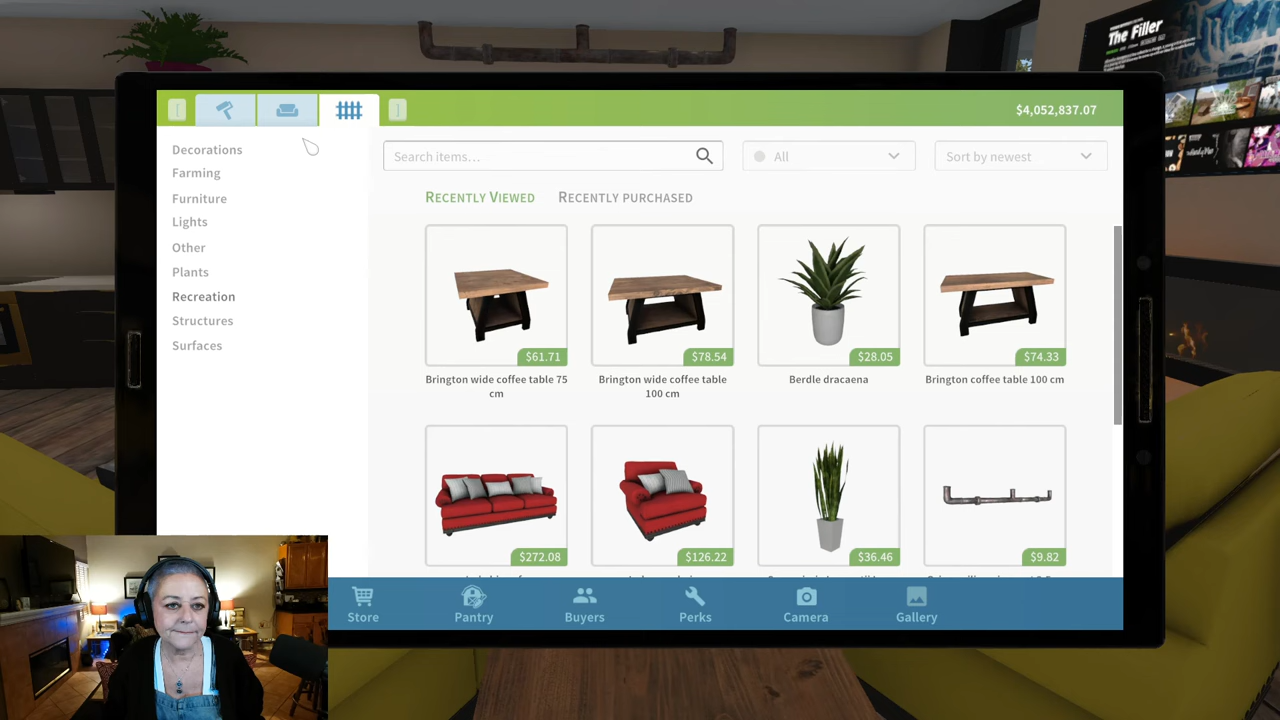 The Filler
$4,052,837.07
Search items...
All
Sort by newest
Decorations
Farming
Furniture
Lights
Other
Plants
Recreation
Structures
Surfaces
RECENTLY VIEWED
RECENTLY PURCHASED
$61.71
$78.54
$28.05
$74.33
Brington wide coffee table 75
cm
Brington wide coffee table
100 cm
Berdle dracaena
Brington coffee table 100 cm
$272.08
$126.22
$36.46
$9.82
Store
Pantry
Buyers
Perks
Camera
Gallery